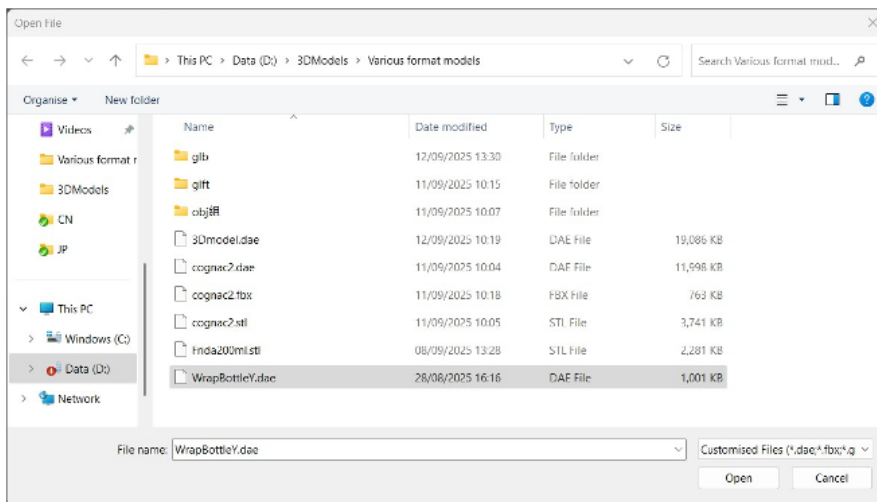 Open File
This PC > Data (D:) > 3DModels > Various format models
Search Various format mod...
Organise
New folder
Name Date modified Type Size
Videos
Various format r
3DModels
CN
JP
This PC
Windows (C:)
Data (D:)
Network
glb 12/09/2025 13:30 File folder
glft 11/09/2025 10:15 File folder
obj組 11/09/2025 10:07 File folder
3Dmodel.dae 12/09/2025 10:19 DAE File 19,086 KB
cognac2.dae 11/09/2025 10:04 DAE File 11,998 KB
cognac2.fbx 11/09/2025 10:18 FBX File 763 KB
cognac2.stl 11/09/2025 10:05 STL File 3,741 KB
08/09/2025 13:28 STL File 2,281 KB
WrapBottleY.dae 28/08/2025 16:16 DAE File 1,001 KB
File name: WrapBottleY.dae
Customised Files (*.dae;*.fbx;*.g
Open Cancel